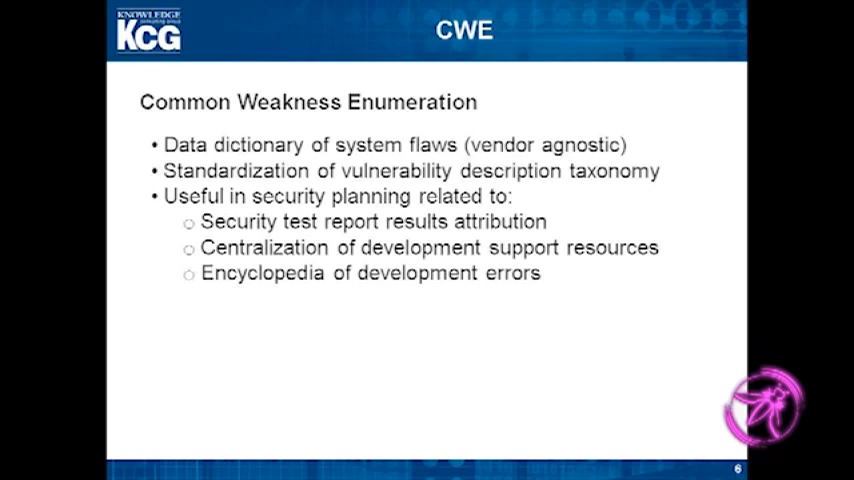 KNOWLEDGE
consulting group
KCG
CWE
Common Weakness Enumeration
• Data dictionary of system flaws (vendor agnostic)
• Standardization of vulnerability description taxonomy
• Useful in security planning related to:
○ Security test report results attribution
○ Centralization of development support resources
○ Encyclopedia of development errors
6